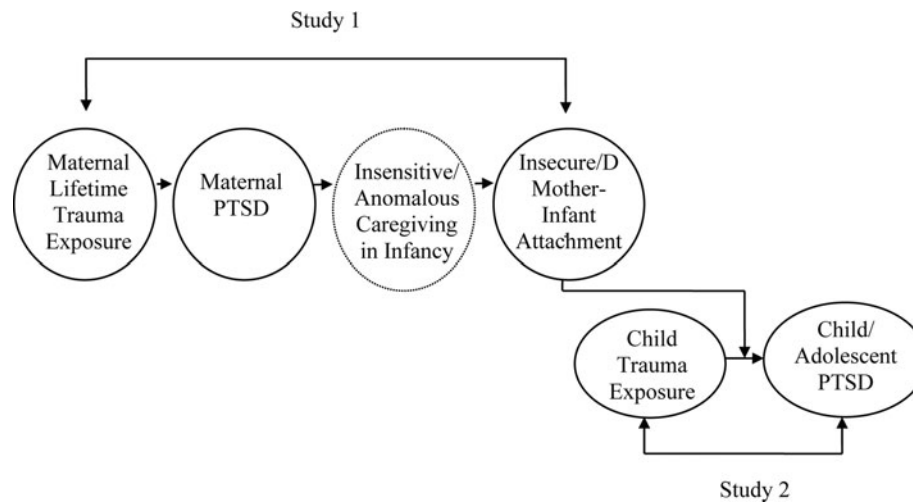 Study 1
Maternal
Lifetime
Trauma
Exposure
Maternal
PTSD
Insensitive/
Anomalous
Caregiving
in Infancy
Insecure/D
Mother-
Infant
Attachment
Child
Trauma
Exposure
Child/
Adolescent
PTSD
Study 2